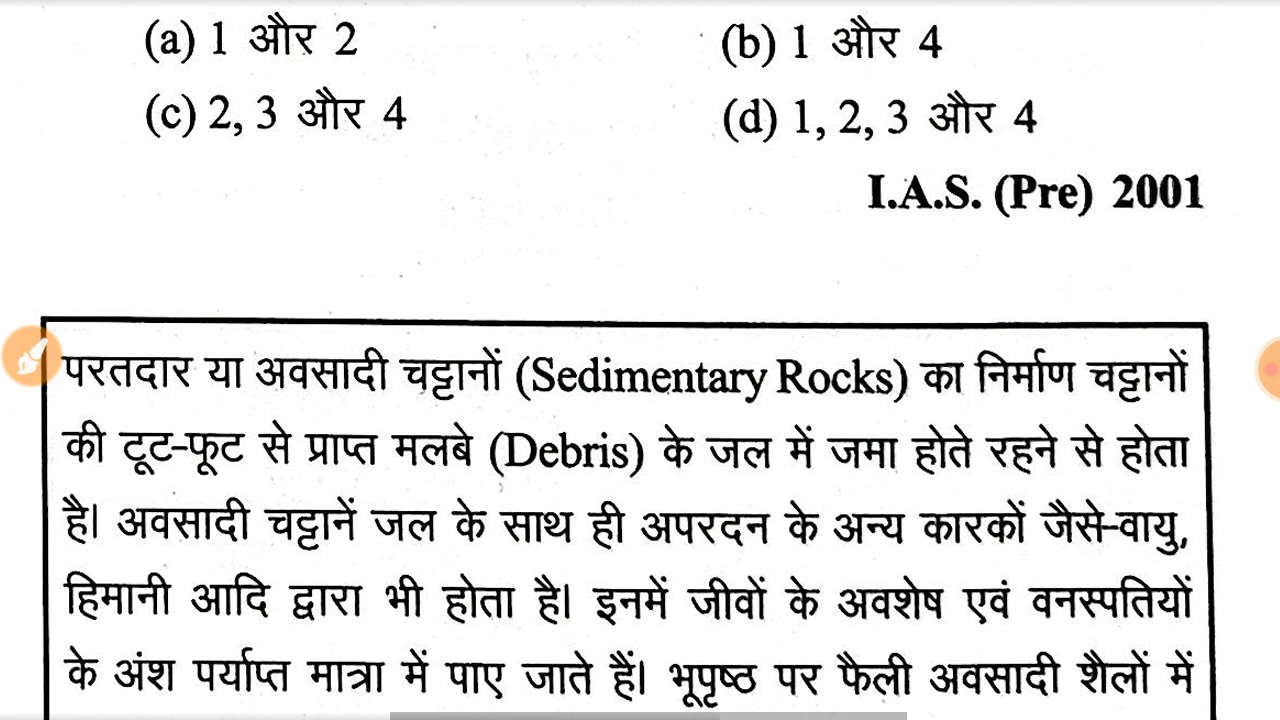 (a) 1 और 2 (b) 1 और 4
(c) 2, 3 और 4 (d) 1, 2, 3 और 4
I.A.S. (Pre) 2001
परतदार या अवसादी चट्टानों (Sedimentary Rocks) का निर्माण चट्टानों
की टूट-फूट से प्राप्त मलबे (Debris) के जल में जमा होते रहने से होता
है। अवसादी चट्टानें जल के साथ ही अपरदन के अन्य कारकों जैसे-वायु,
हिमानी आदि द्वारा भी होता है। इनमें जीवों के अवशेष एवं वनस्पतियों
के अंश पर्याप्त मात्रा में पाए जाते हैं। भूपृष्ठ पर फैली अवसादी शैलों में